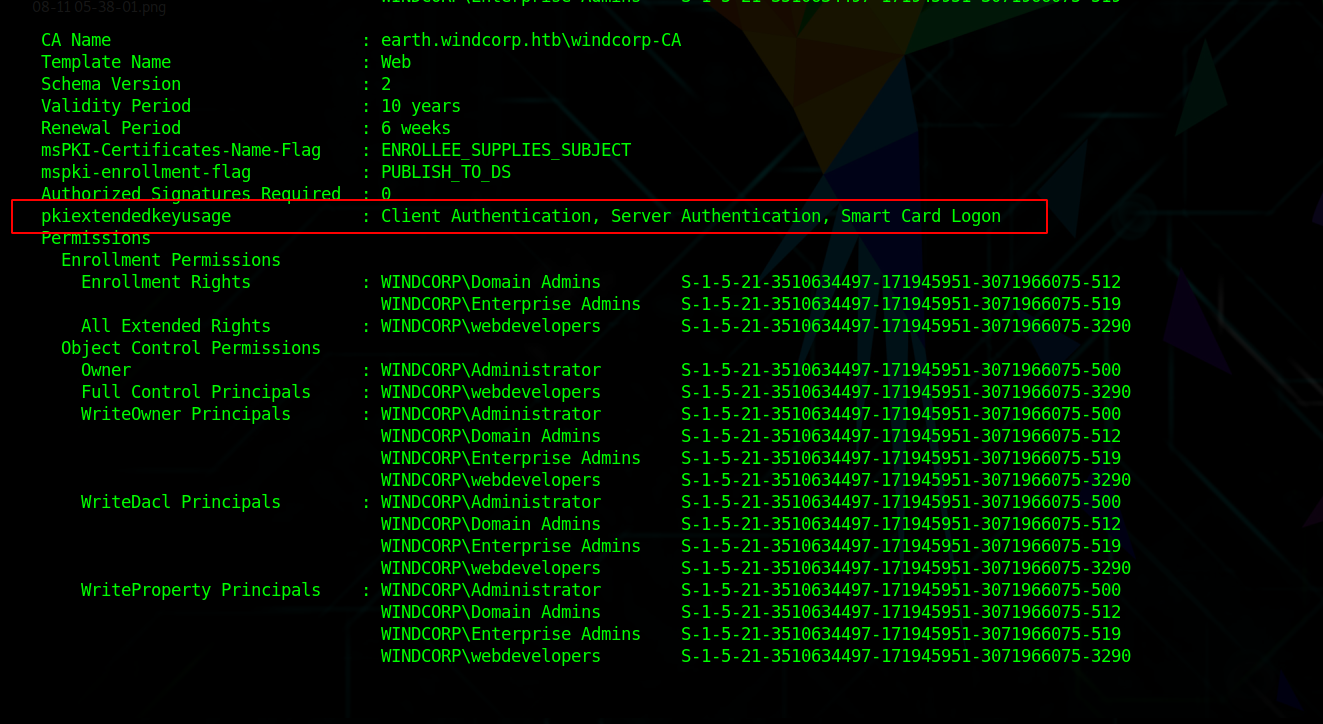 08-11 05-38-01.png
WINDCORP\Enterprise Admins S-1-5-21-3510634497-171945951-3071966075-519
CA Name : earth.windcorp.htb\windcorp-CA
Template Name : Web
Schema Version : 2
Validity Period : 10 years
Renewal Period : 6 weeks
msPKI-Certificates-Name-Flag : ENROLLEE_SUPPLIES_SUBJECT
mspki-enrollment-flag : PUBLISH_TO_DS
Authorized Signatures Required : 0
pkiextendedkeyusage : Client Authentication, Server Authentication, Smart Card Logon
Permissions
Enrollment Permissions
Enrollment Rights : WINDCORP\Domain Admins S-1-5-21-3510634497-171945951-3071966075-512
WINDCORP\Enterprise Admins S-1-5-21-3510634497-171945951-3071966075-519
All Extended Rights : WINDCORP\webdevelopers S-1-5-21-3510634497-171945951-3071966075-3290
Object Control Permissions
Owner : WINDCORP\Administrator S-1-5-21-3510634497-171945951-3071966075-500
Full Control Principals : WINDCORP\webdevelopers S-1-5-21-3510634497-171945951-3071966075-3290
WriteOwner Principals : WINDCORP\Administrator S-1-5-21-3510634497-171945951-3071966075-500
WINDCORP\Domain Admins S-1-5-21-3510634497-171945951-3071966075-512
WINDCORP\Enterprise Admins S-1-5-21-3510634497-171945951-3071966075-519
WINDCORP\webdevelopers S-1-5-21-3510634497-171945951-3071966075-3290
WriteDacl Principals : WINDCORP\Administrator S-1-5-21-3510634497-171945951-3071966075-500
WINDCORP\Domain Admins S-1-5-21-3510634497-171945951-3071966075-512
WINDCORP\Enterprise Admins S-1-5-21-3510634497-171945951-3071966075-519
WINDCORP\webdevelopers S-1-5-21-3510634497-171945951-3071966075-3290
WriteProperty Principals : WINDCORP\Administrator S-1-5-21-3510634497-171945951-3071966075-500
WINDCORP\Domain Admins S-1-5-21-3510634497-171945951-3071966075-512
WINDCORP\Enterprise Admins S-1-5-21-3510634497-171945951-3071966075-519
WINDCORP\webdevelopers S-1-5-21-3510634497-171945951-3071966075-3290